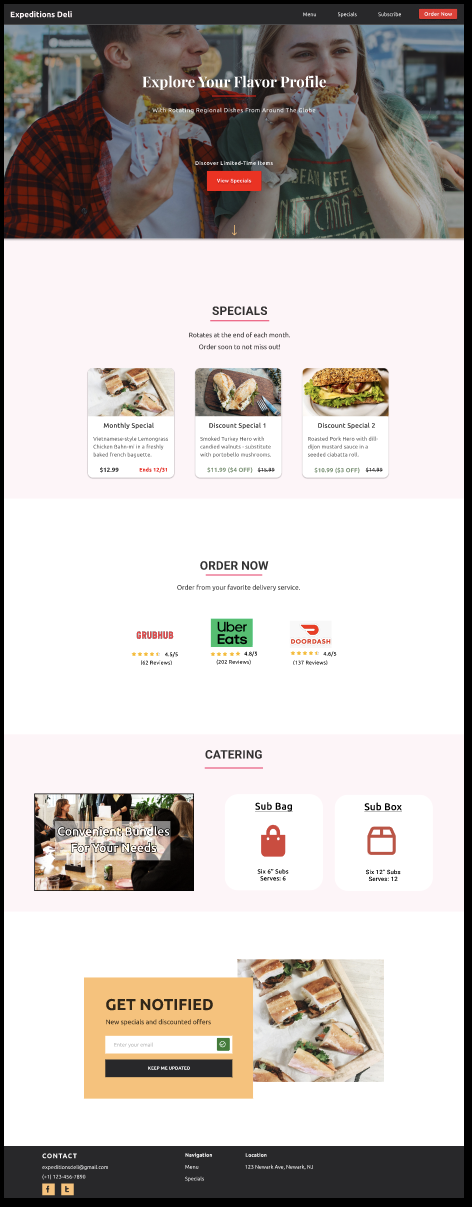 Expeditions Deli
Menu
Specials
Subscribe
Order Now
Explore Your Flavor Profile
With Rotating Regional Dishes From Around The Globe
Discover Limited-Time Items
View Specials
SPECIALS
Rotates at the end of each month.
Order soon to not miss out!
Monthly Special
Vietnamese-style Lemongrass
Chicken Bahn-mi in a freshly
baked french baguette.
$12.99 Ends 12/31
Discount Special 1
Smoked Turvey Hero with
candied walnuts - substitute
with portobello mushrooms.
$11.99 ($4 OFF) $15.99
Discount Special 2
Roasted Pork Hero with dill-
dijon mustard sauce in a
seeded ciabatta roll.
$10.99 ($3 OFF) $14.99
ORDER NOW
Order from your favorite delivery service.
GRUBHUB
4.5/5
(62 Reviews)
Uber
Eats
4.8/5
(202 Reviews)
DOORDASH
4.6/5
(137 Reviews)
CATERING
Convenient Bundles
For Your Needs
Sub Bag
Six 6" Subs
Serves: 6
Sub Box
Six 12" Subs
Serves: 12
GET NOTIFIED
New specials and discounted offers
Enter your email
KEEP ME UPDATED
CONTACT
expeditionsdeli@gmail.com
(+1) 123-456-7890
Navigation
Menu
Specials
Location
123 Newark Ave, Newark, NJ